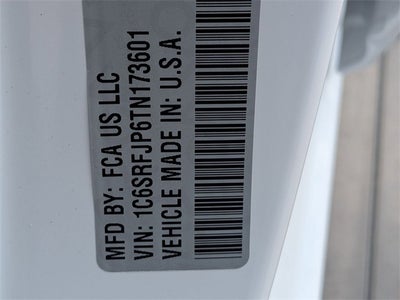 MFD BY: FCA US LLC
VIN: 1C6SRFJP6TN173601
VEHICLE MADE IN: U.S.A.